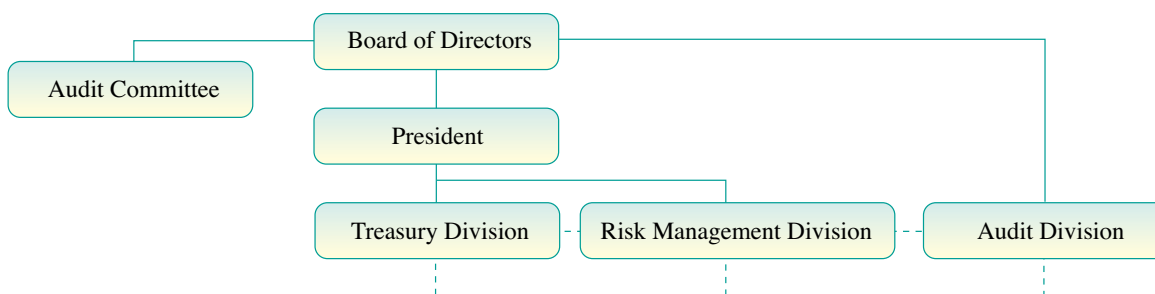 Board of Directors
Audit Committee
President
Treasury Division
Risk Management Division
Audit Division